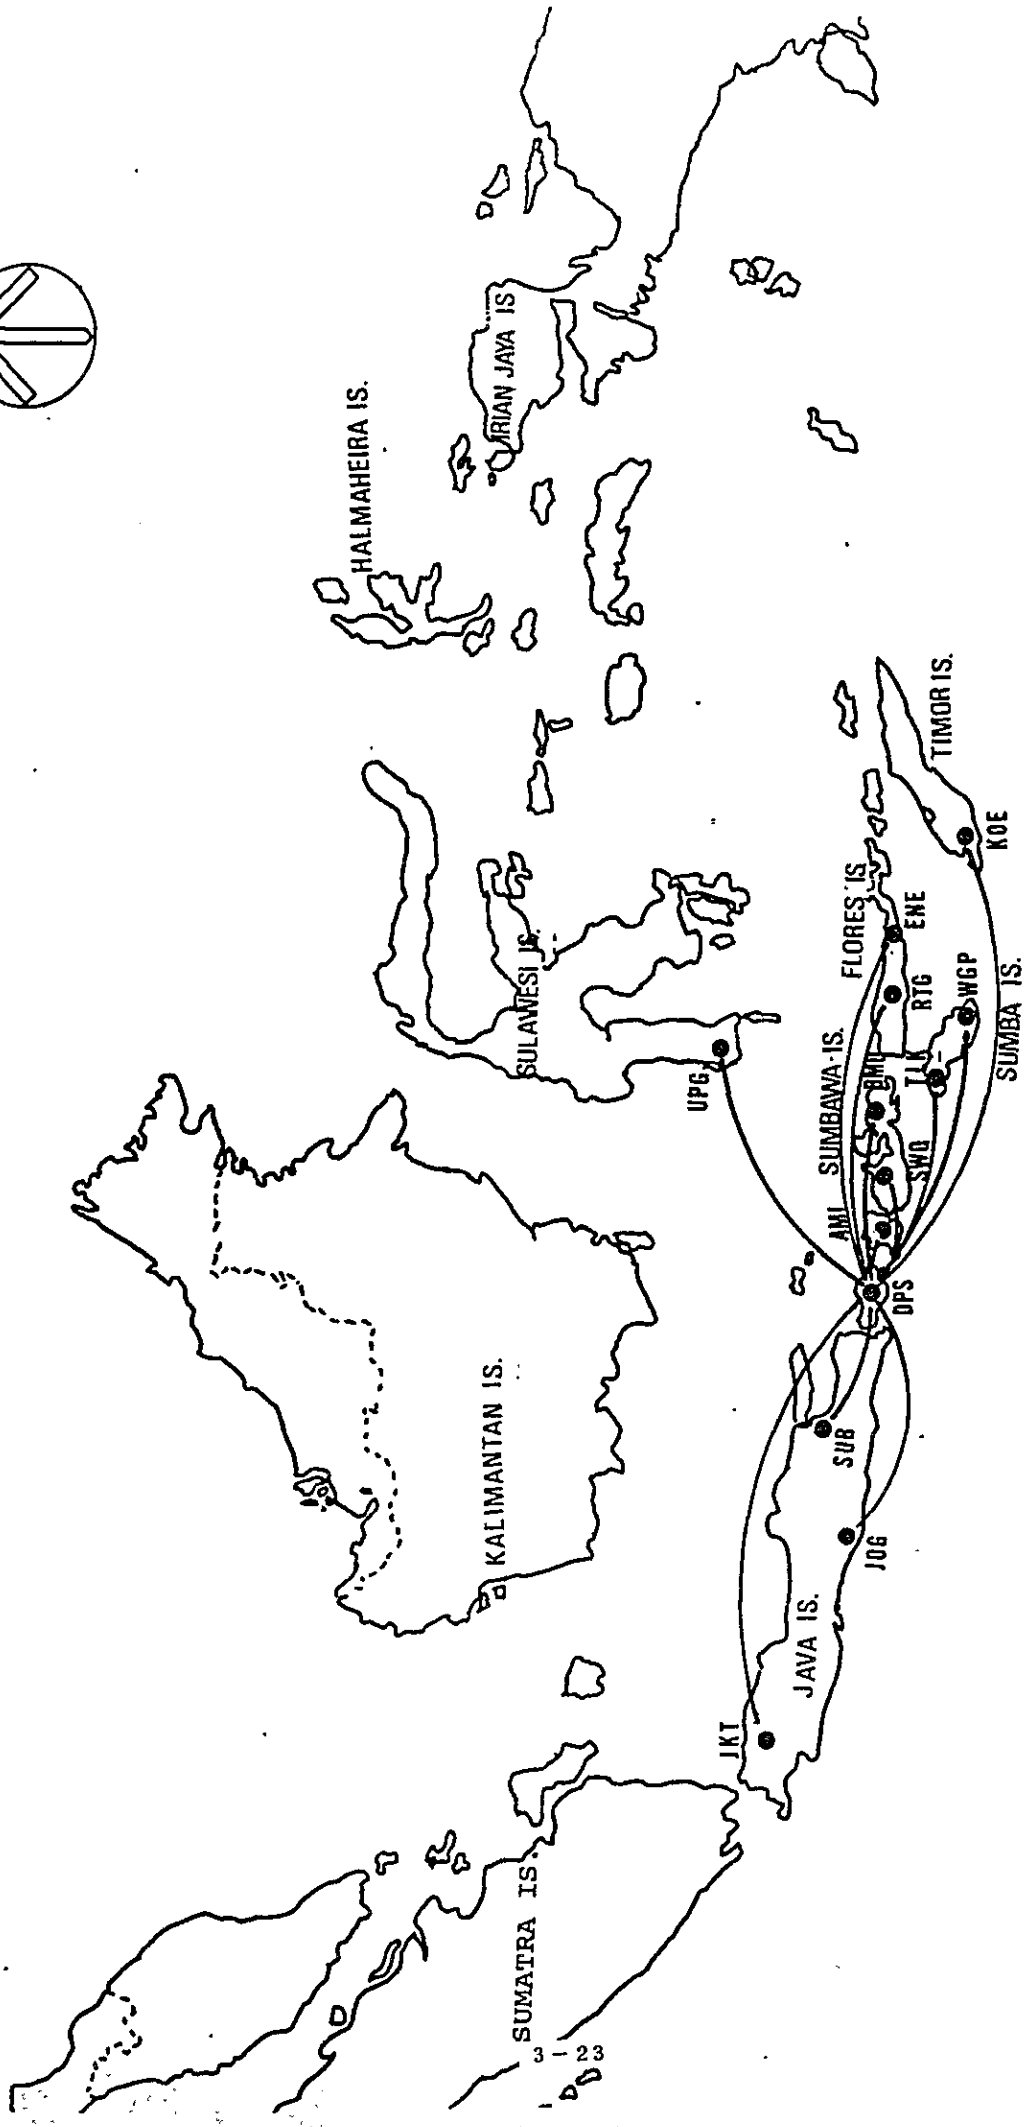 HALMAHEIRA IS.
IRIAN JAYA IS
SULAWESI IS.
KALIMANTAN IS.
SUMATRA IS.
UPG
FLORES IS
TIMOR IS.
SUMBAWA-IS.
AMI
BMU
ENE
RTG
SWQ
TLK
WGP
KOE
SUMBA IS.
DPS
SUB
JOG
JAVA IS.
JKT
3-23